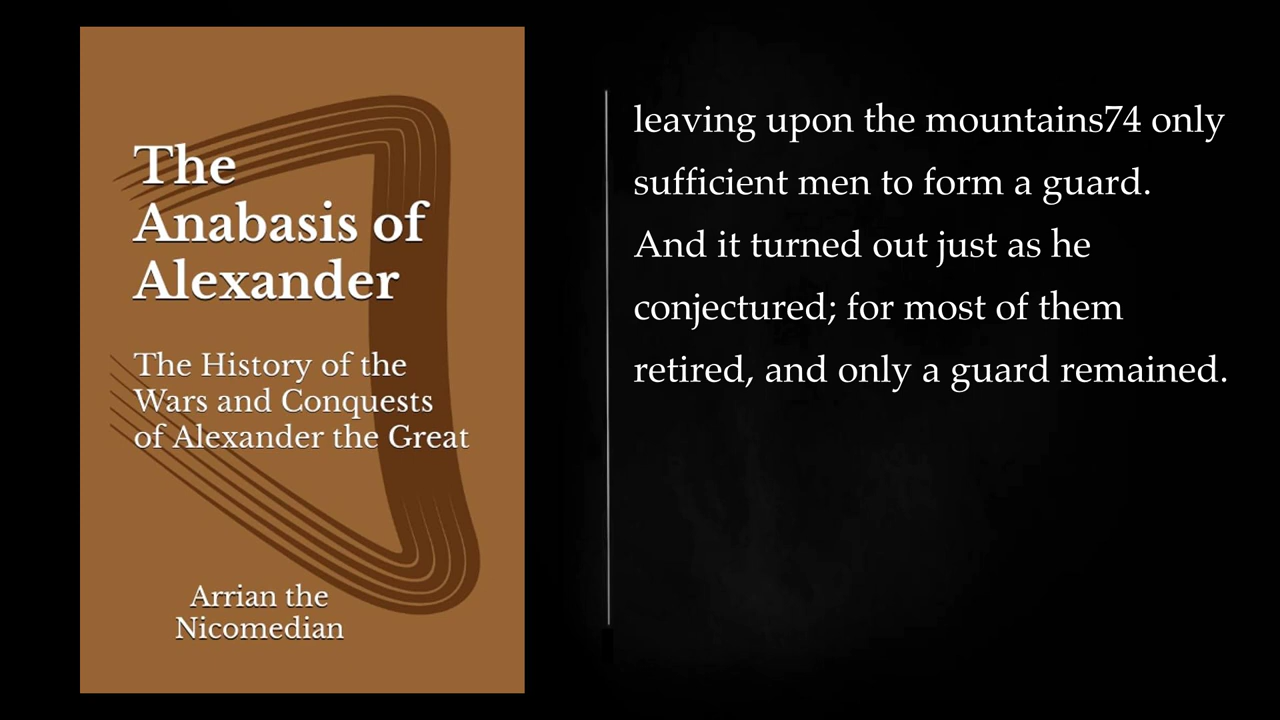 The
Anabasis of
Alexander
The History of the
Wars and Conquests
of Alexander the Great
Arrian the
Nicomedian
leaving upon the mountains74 only
sufficient men to form a guard.
And it turned out just as he
conjectured; for most of them
retired, and only a guard remained.